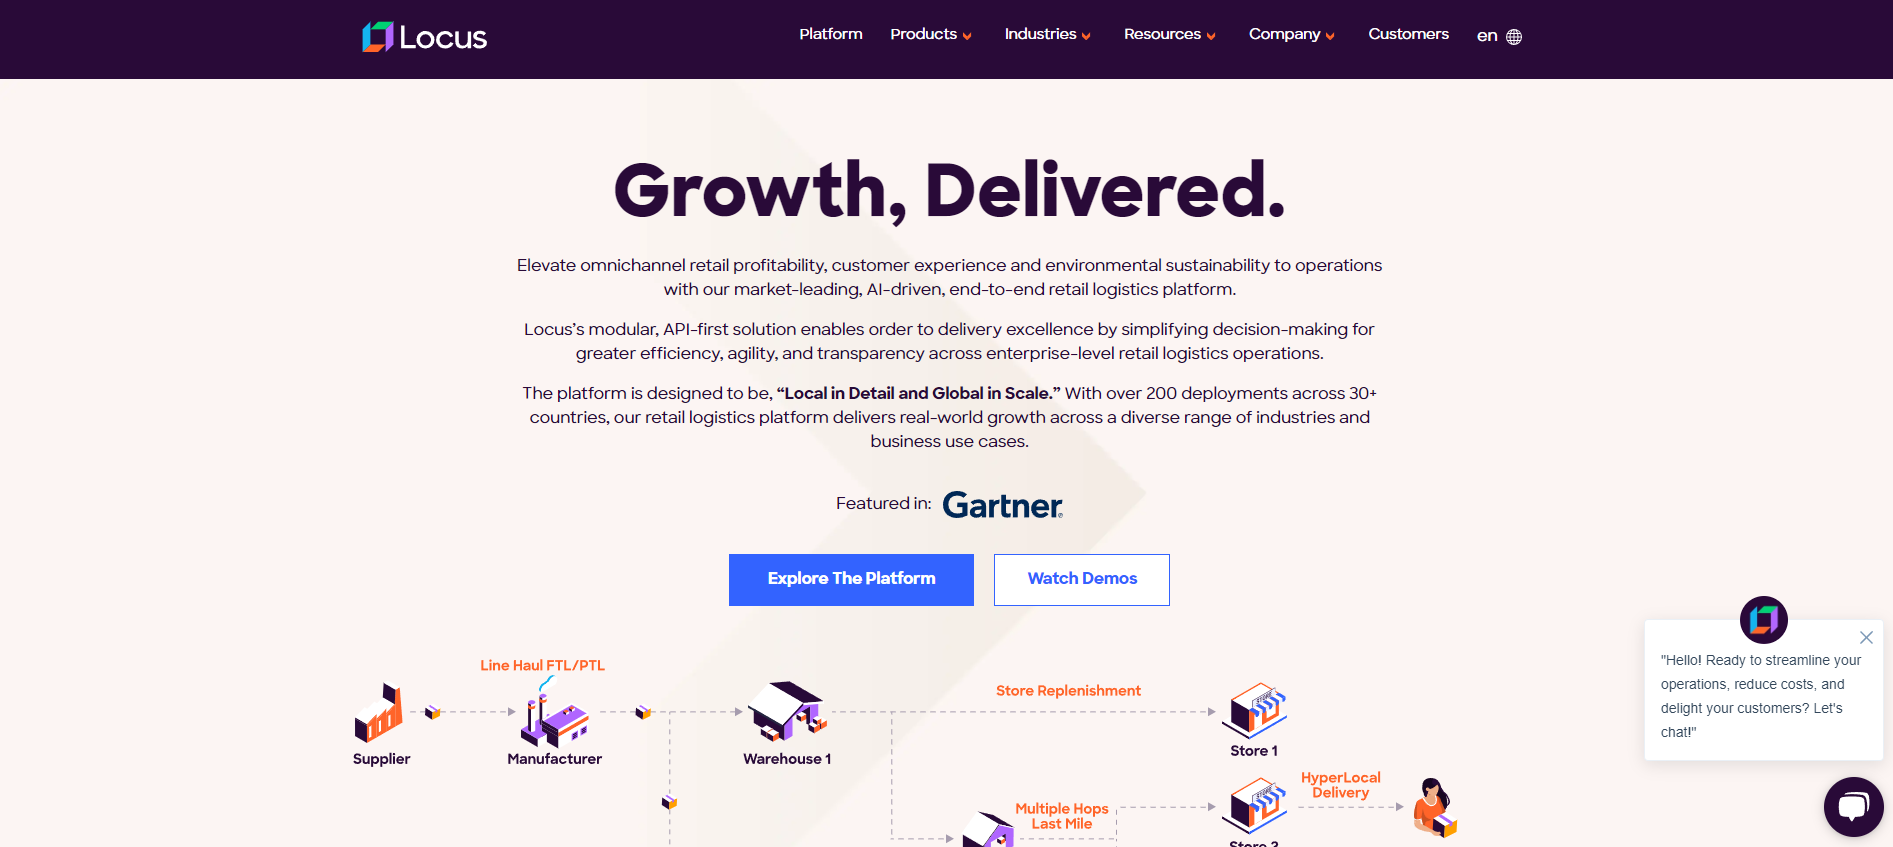 Locus
Platform
Products
Industries
Resources
Company
Customers
en
Growth, Delivered.
Elevate omnichannel retail profitability, customer experience and environmental sustainability to operations
with our market-leading, AI-driven, end-to-end retail logistics platform.
Locus’s modular, API-first solution enables order to delivery excellence by simplifying decision-making for
greater efficiency, agility, and transparency across enterprise-level retail logistics operations.
The platform is designed to be, “Local in Detail and Global in Scale.” With over 200 deployments across 30+
countries, our retail logistics platform delivers real-world growth across a diverse range of industries and
business use cases.
Featured in: Gartner®
Explore The Platform
Watch Demos
"Hello! Ready to streamline your
operations, reduce costs, and
delight your customers? Let's
chat!"
Line Haul FTL/PTL
Store Replenishment
STORE
Supplier
Manufacturer
Warehouse 1
Store 1
HyperLocal
Delivery
STORE
Multiple Hops
Last Mile
Store 2